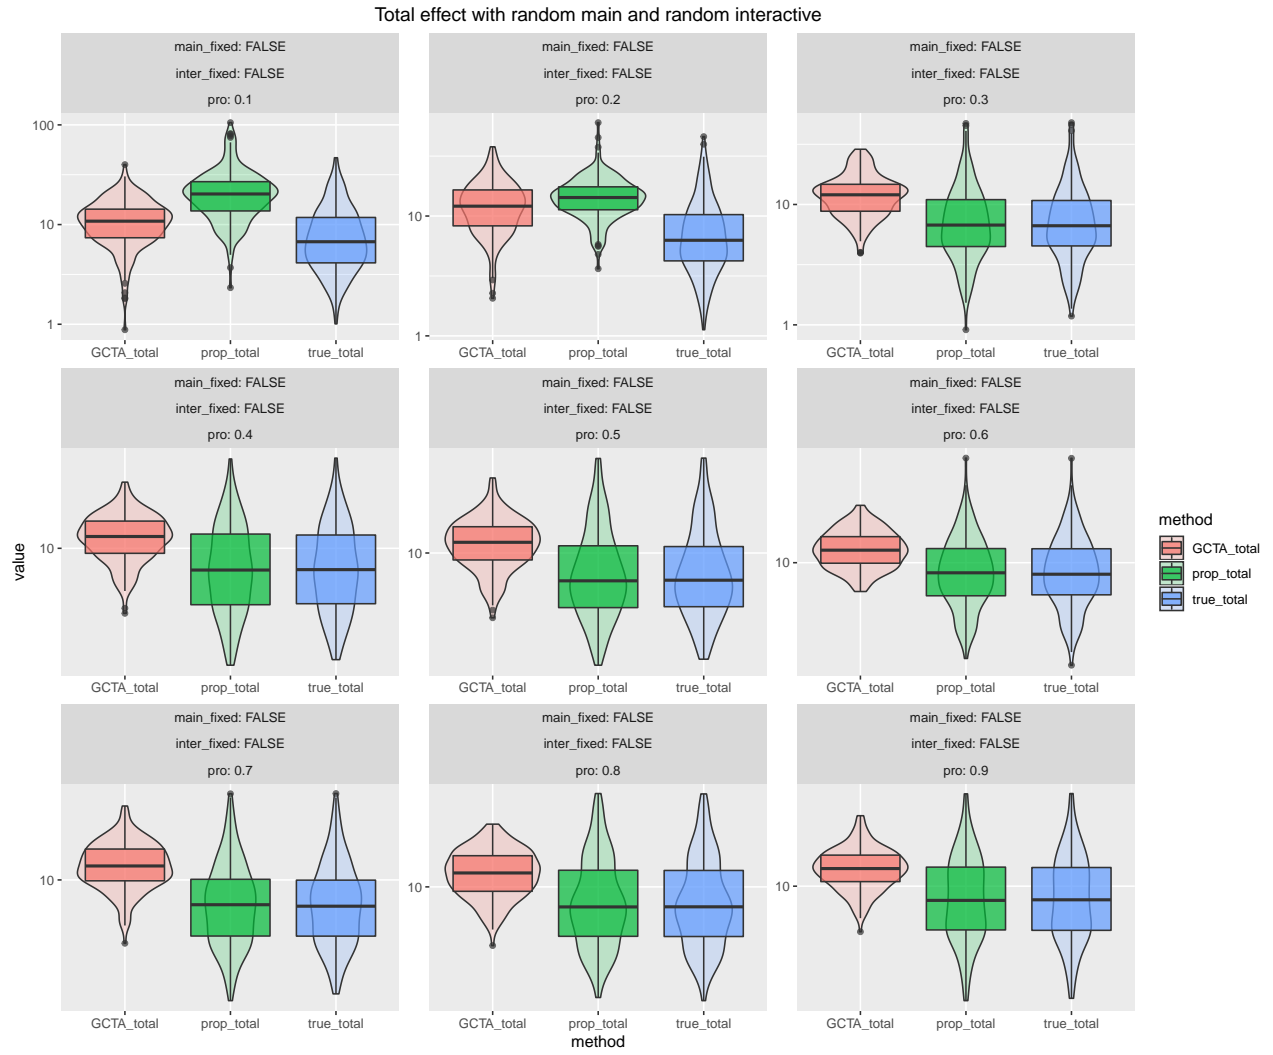 Total effect with random main and random interactive
main_fixed: FALSE
inter_fixed: FALSE
pro: 0.1
main_fixed: FALSE
inter_fixed: FALSE
pro: 0.2
main_fixed: FALSE
inter_fixed: FALSE
pro: 0.3
100
10
1
10
1
10
1
GCTA_total prop_total true_total
GCTA_total prop_total true_total
GCTA_total prop_total true_total
main_fixed: FALSE
inter_fixed: FALSE
pro: 0.4
main_fixed: FALSE
inter_fixed: FALSE
pro: 0.5
main_fixed: FALSE
inter_fixed: FALSE
pro: 0.6
value
10
10
10
GCTA_total prop_total true_total
GCTA_total prop_total true_total
GCTA_total prop_total true_total
main_fixed: FALSE
inter_fixed: FALSE
pro: 0.7
main_fixed: FALSE
inter_fixed: FALSE
pro: 0.8
main_fixed: FALSE
inter_fixed: FALSE
pro: 0.9
10
10
10
GCTA_total prop_total true_total
GCTA_total prop_total true_total
GCTA_total prop_total true_total
method
method
GCTA_total
prop_total
true_total